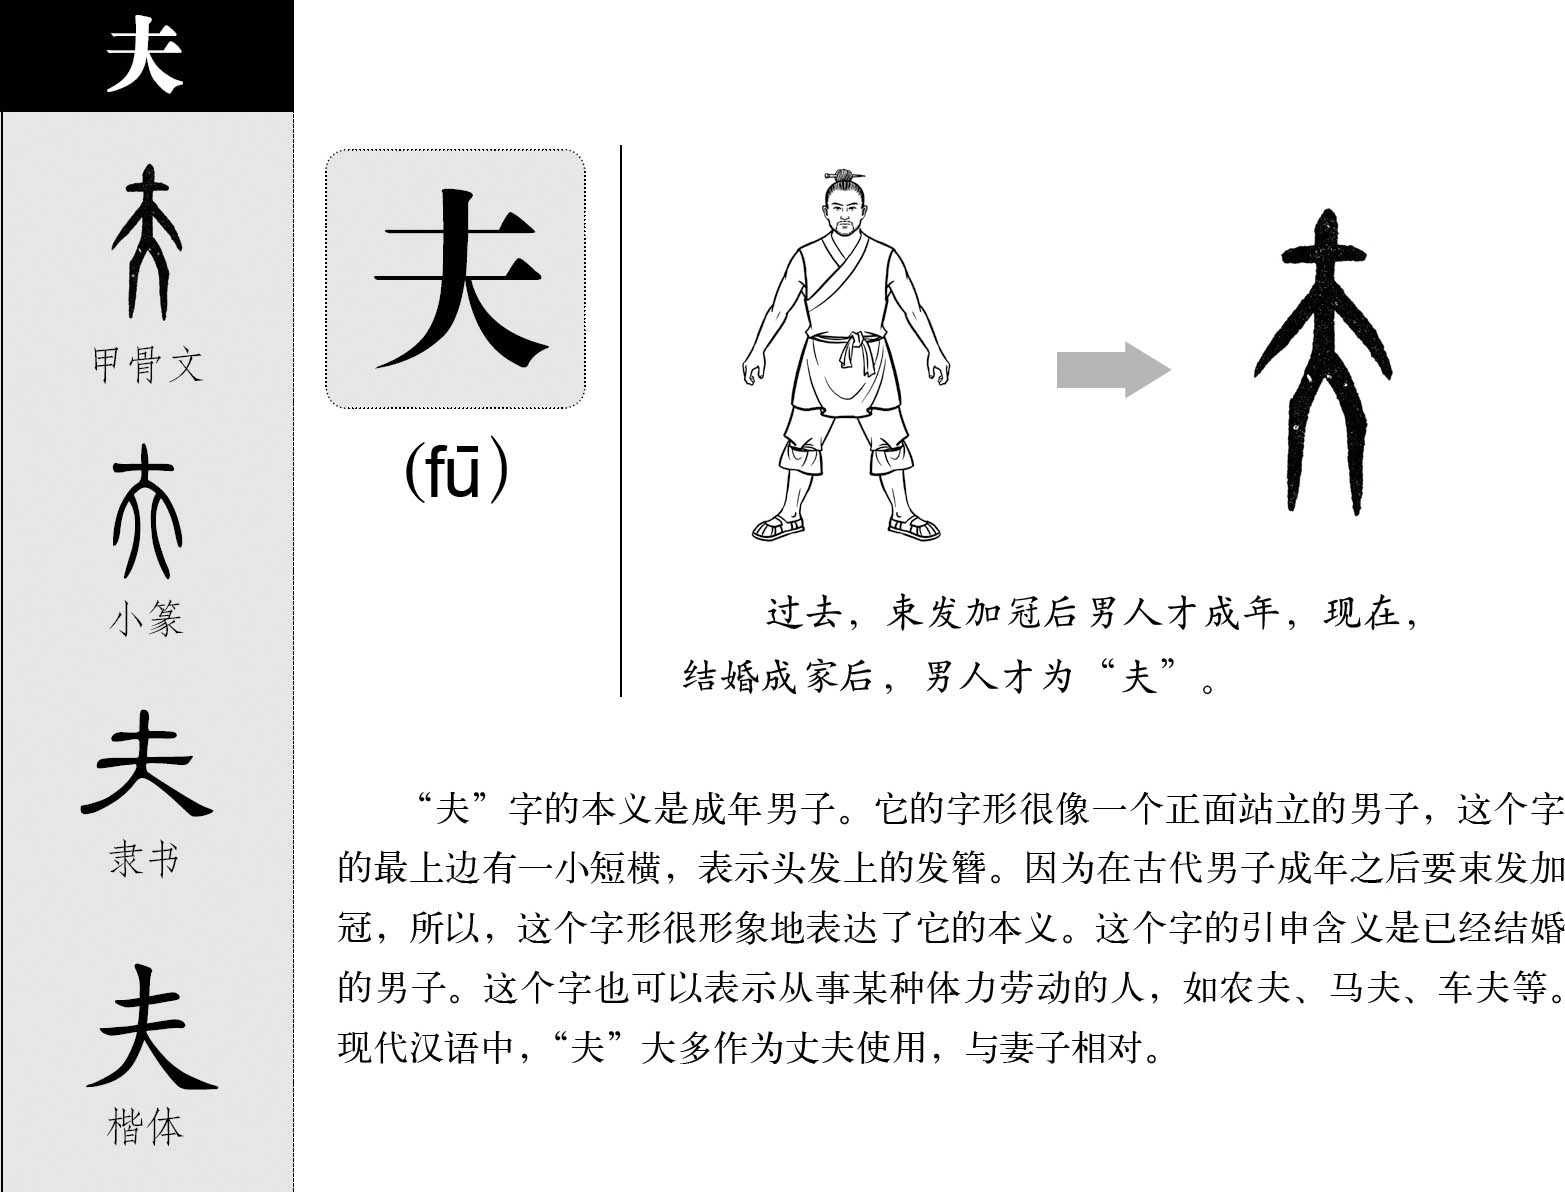 夫
甲骨文
小篆
隶书
楷体
夫
（fū）
过去，束发加冠后男人才成年，现在，
结婚成家后，男人才为“夫”。
“夫”字的本义是成年男子。它的字形很像一个正面站立的男子，这个字
的最上边有一小短横，表示头发上的发簪。因为在古代男子成年之后要束发加
冠，所以，这个字形很形象地表达了它的本义。这个字的引申含义是已经结婚
的男子。这个字也可以表示从事某种体力劳动的人，如农夫、马夫、车夫等。
现代汉语中，“夫”大多作为丈夫使用，与妻子相对。